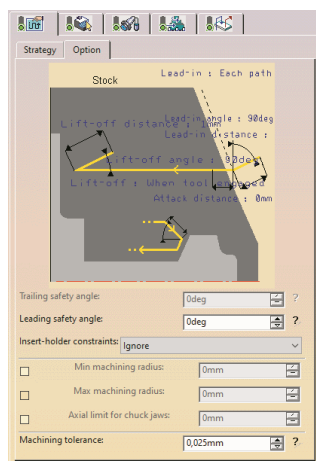 Strategy Option
Stock
Lead-in : Each path
Lead-in angle : 90deg
Lift-off distance : 1mm
Lead-in distance :
Lift-off angle : 90deg
Lift-off : When tool engaged
Attack distance : 0mm
Trailing safety angle: 0deg ?
Leading safety angle: 0deg ?
Insert-holder constraints: Ignore
Min machining radius: 0mm
Max machining radius: 0mm
Axial limit for chuck jaws: 0mm
Machining tolerance: 0,025mm ?